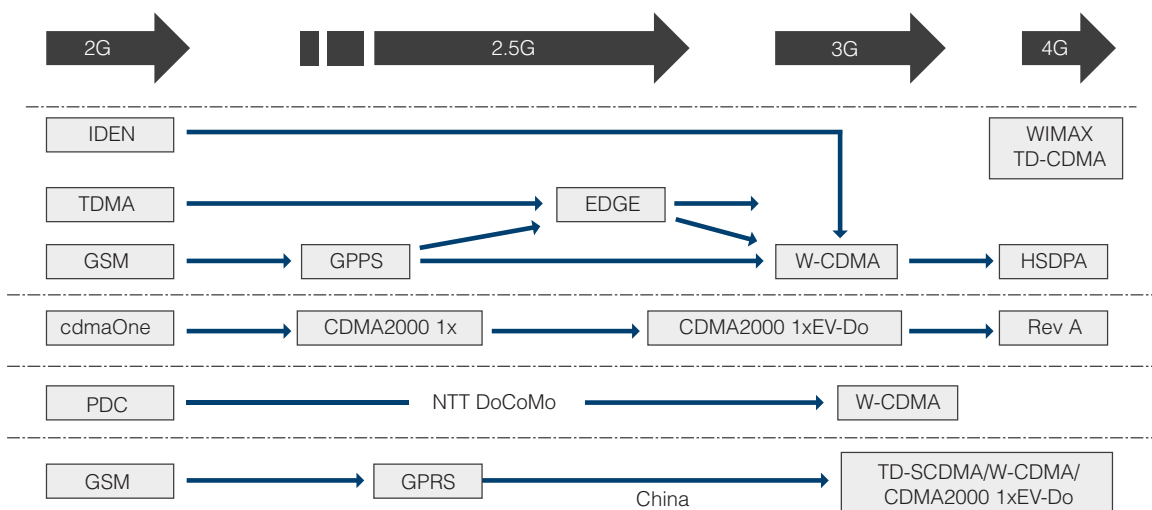 2G
2.5G
3G
4G
IDEN
WIMAX
TD-CDMA
TDMA
EDGE
GSM
GPPS
W-CDMA
HSDPA
cdmaOne
CDMA2000 1x
CDMA2000 1xEV-Do
Rev A
PDC
NTT DoCoMo
W-CDMA
GSM
GPRS
China
TD-SCDMA/W-CDMA/
CDMA2000 1xEV-Do